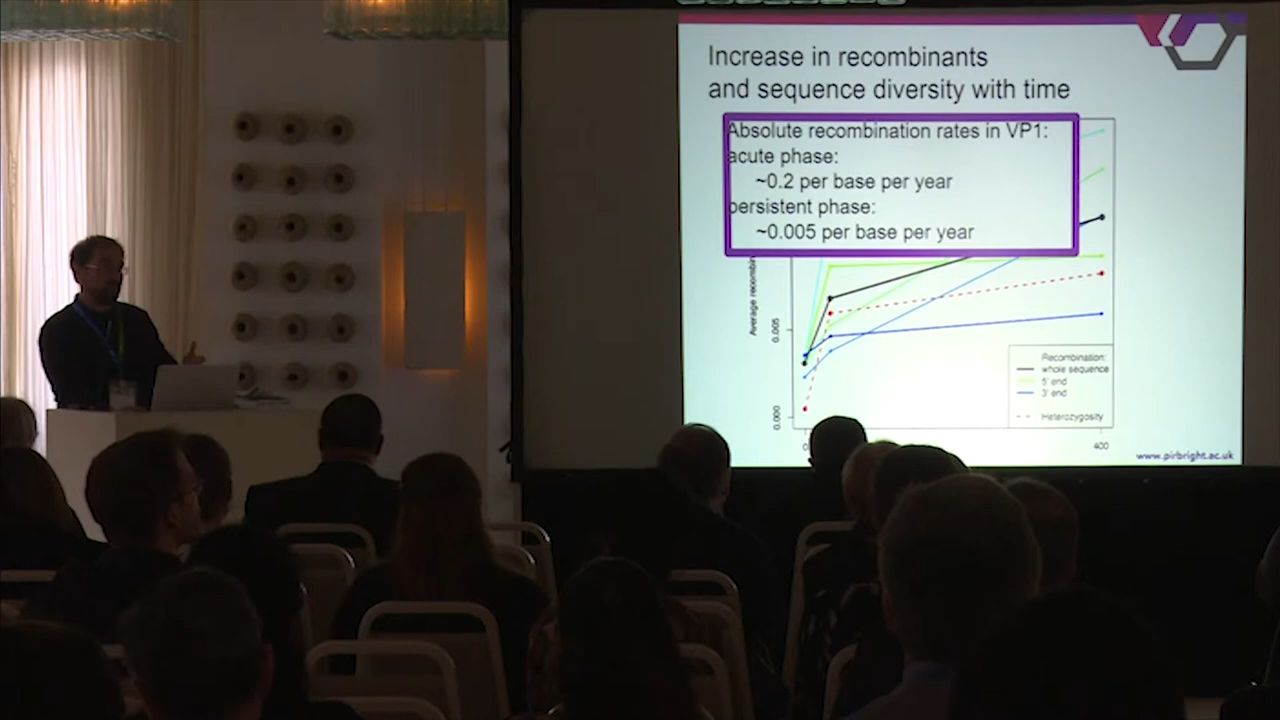 Increase in recombinants
and sequence diversity with time
Absolute recombination rates in VP1:
acute phase:
~0.2 per base per year
persistent phase:
~0.005 per base per year
Average
0.005
0.000
0
400
Recombination:
whole sequence
5' end
3' end
Heterozygosity
www.pirbright.ac.uk